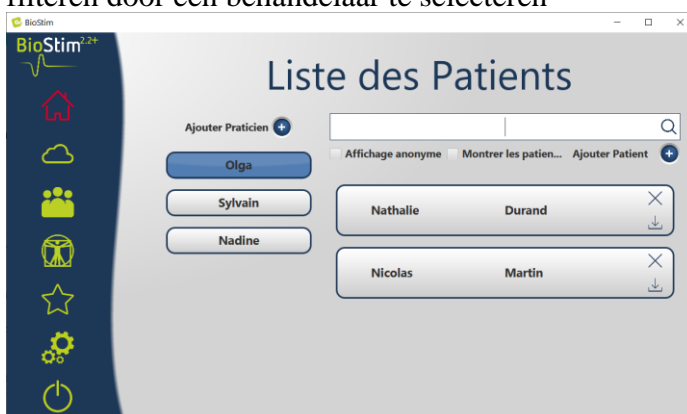 filteren door een behandelaar te selecteren
BioStim
BioStim 2.2+
Liste des Patients
Ajouter Praticien
Affichage anonyme Montrer les patien... Ajouter Patient
Olga
Sylvain
Nadine
Nathalie Durand
Nicolas Martin